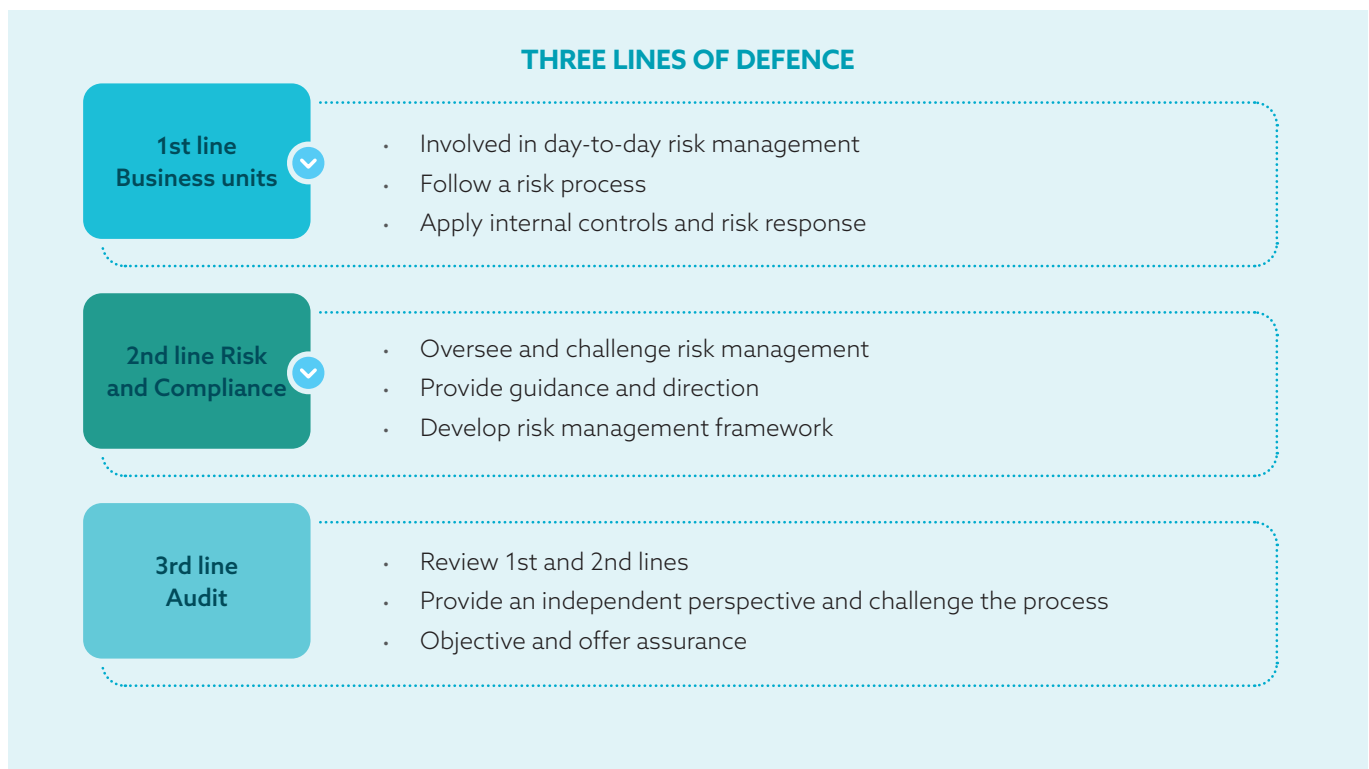 THREE LINES OF DEFENCE
1st line
Business units
• Involved in day-to-day risk management
• Follow a risk process
• Apply internal controls and risk response
2nd line Risk
and Compliance
• Oversee and challenge risk management
• Provide guidance and direction
• Develop risk management framework
3rd line
Audit
• Review 1st and 2nd lines
• Provide an independent perspective and challenge the process
• Objective and offer assurance